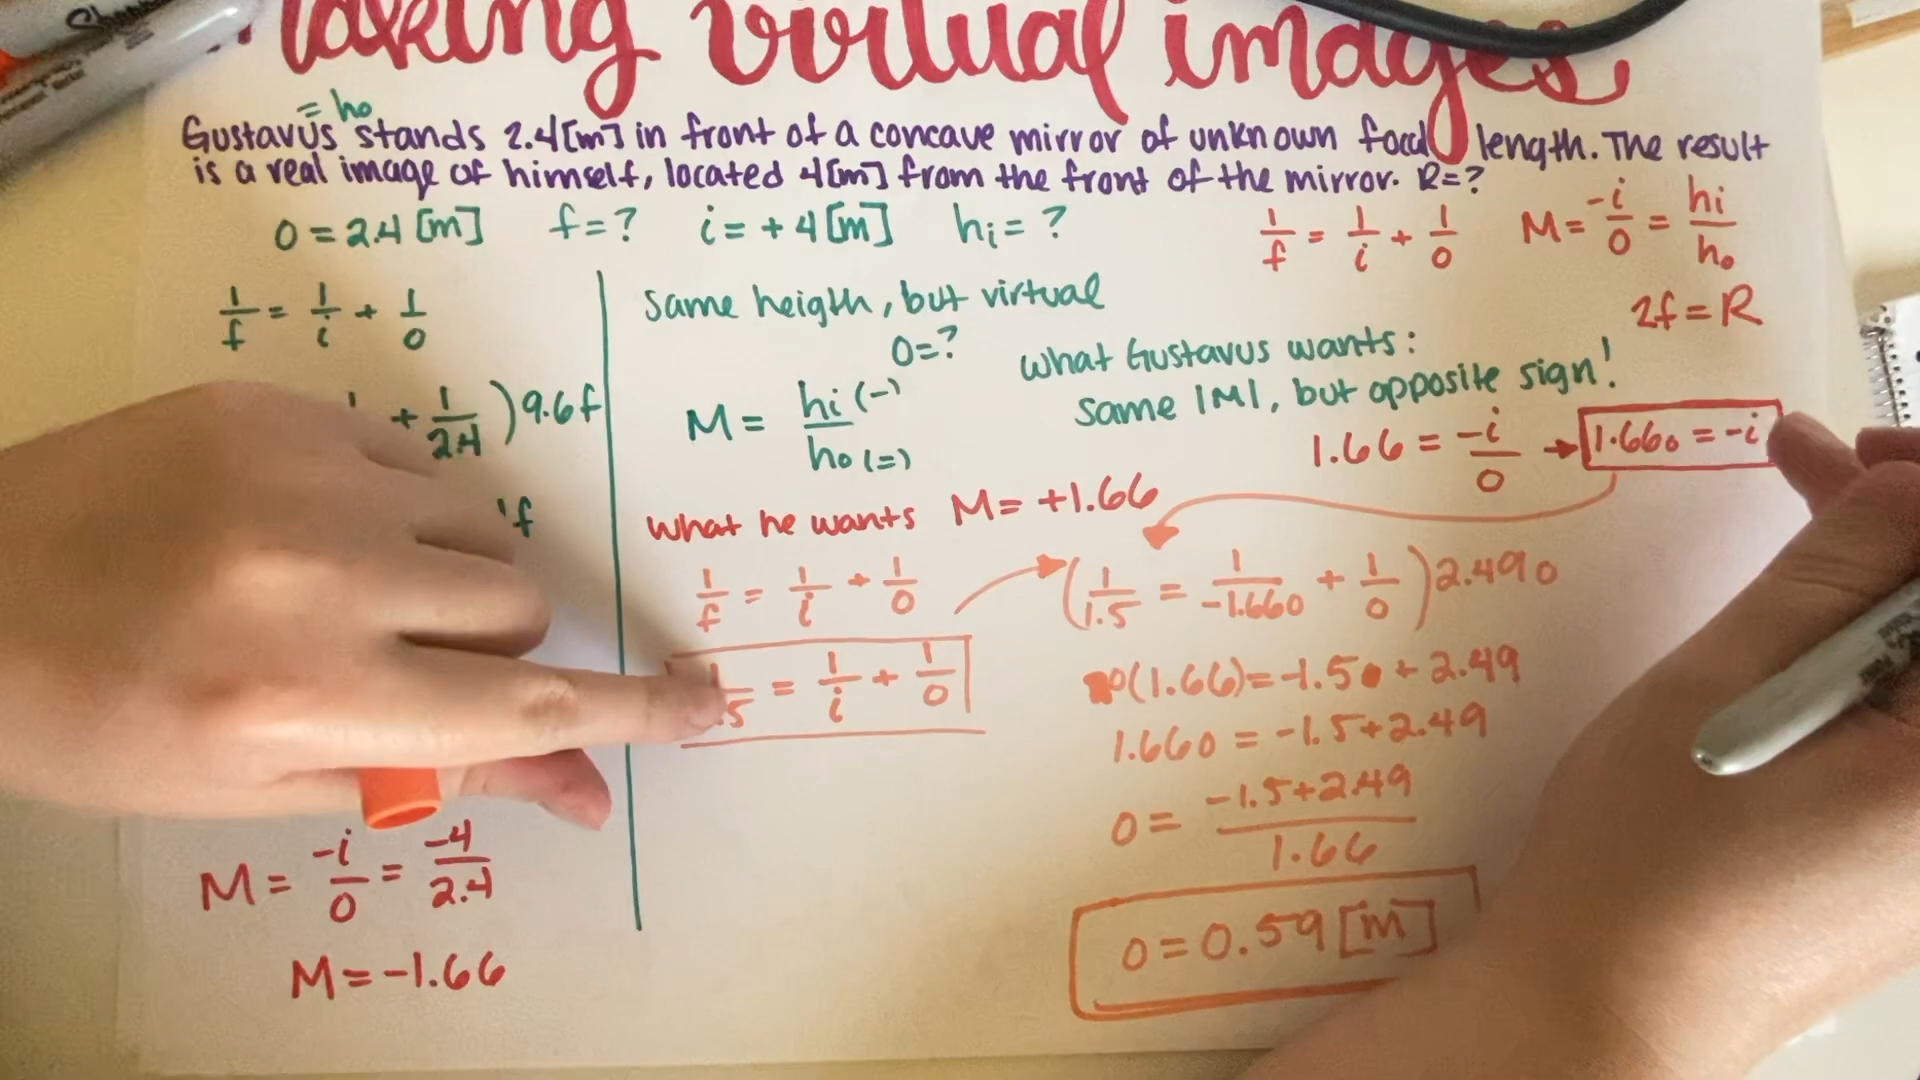 making virtual images
= ho
Gustavus stands 2.4[m] in front of a concave mirror of unknown focal length. The result
is a real image of himself, located 4[m] from the front of the mirror. R=?
O = 2.4 [m] f=? i = +4[m] hi = ?
1/f = 1/i + 1/o M = -i/o = hi/ho
2f = R
1/f = 1/i + 1/o
+ 1/2.4 ) 9.6f
f
M = -i/o = -4/2.4
M = -1.66
Same heigth, but virtual
O=?
M = hi (-) / ho (=)
What Gustavus wants:
Same |M|, but opposite sign!
1.66 = -i/o → 1.66o = -i
What he wants M = +1.66
1/f = 1/i + 1/o
.5 = 1/i + 1/o
( 1/1.5 = 1/-1.66o + 1/o ) 2.49o
o(1.66)=-1.5 + 2.49
1.66o = -1.5+2.49
o = -1.5+2.49 / 1.66
o = 0.59 [m]